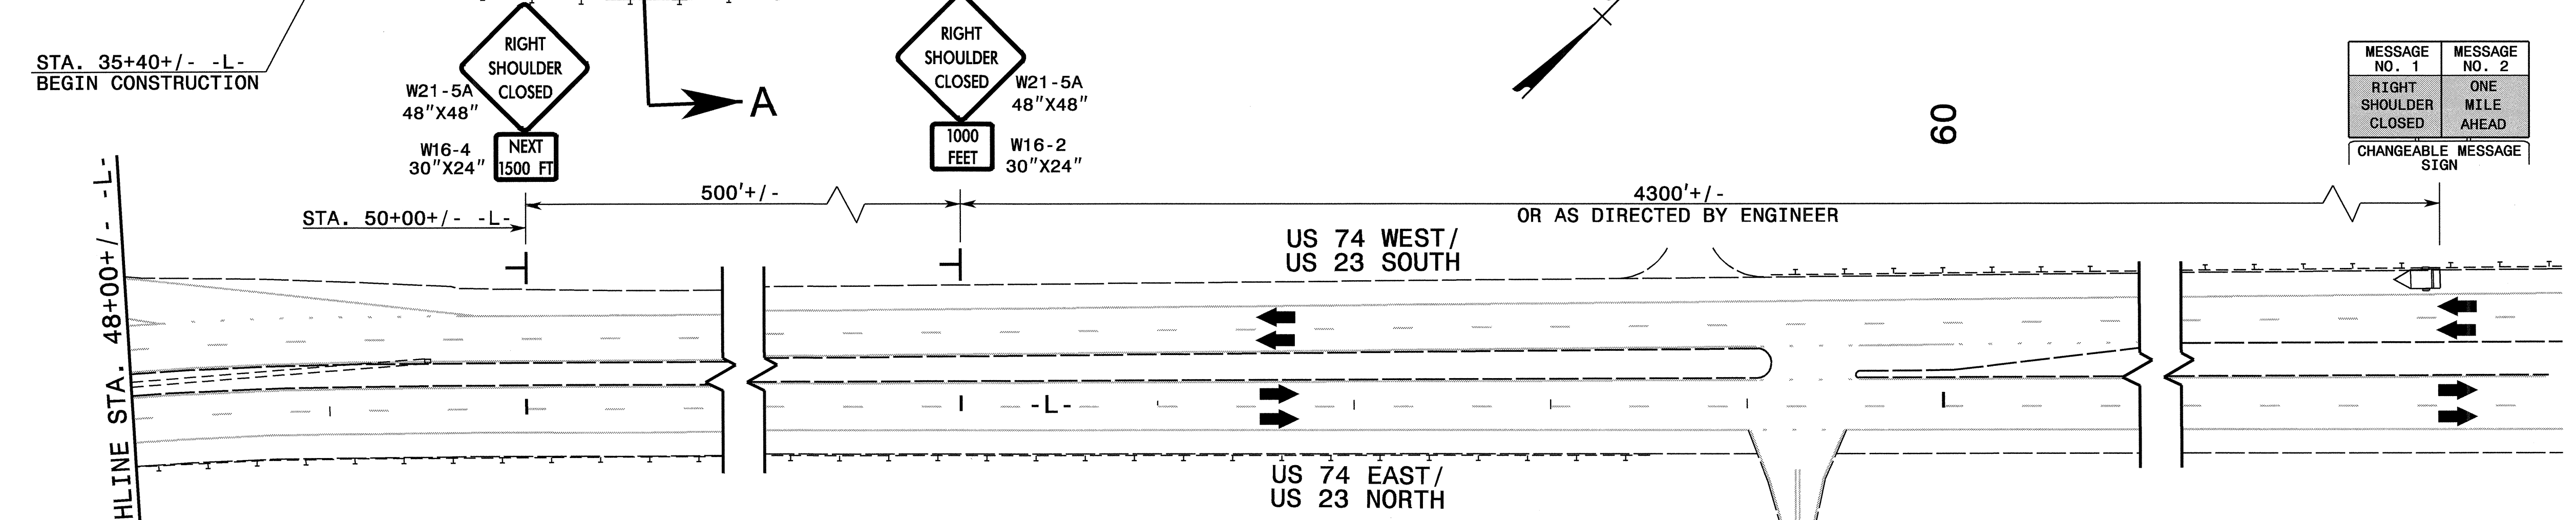 STA. 35+40+/- -L-
BEGIN CONSTRUCTION
RIGHT
SHOULDER
CLOSED
W21-5A
48"X48"
NEXT
1500 FT
W16-4
30"X24"
A
RIGHT
SHOULDER
CLOSED
W21-5A
48"X48"
1000
FEET
W16-2
30"X24"
60
MESSAGE
NO. 1
MESSAGE
NO. 2
RIGHT
SHOULDER
CLOSED
ONE
MILE
AHEAD
CHANGEABLE MESSAGE
SIGN
500'+/-
4300'+/-
OR AS DIRECTED BY ENGINEER
STA. 50+00+/- -L-
US 74 WEST/
US 23 SOUTH
HLINE STA. 48+00+/- -L-
-L-
US 74 EAST/
US 23 NORTH